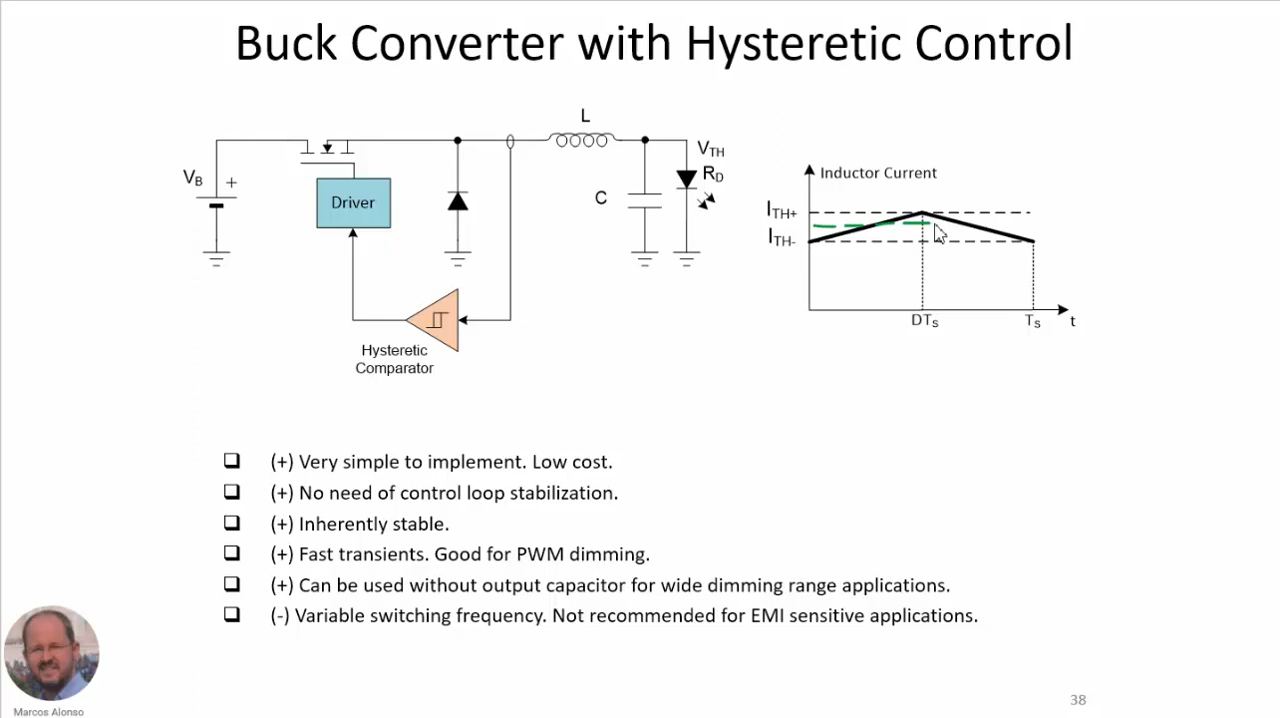 Buck Converter with Hysteretic Control
L
VB
+
Driver
C
VTH
RD
Hysteretic
Comparator
Inductor Current
ITH+
ITH-
DTS
TS
t
(+) Very simple to implement. Low cost.
(+) No need of control loop stabilization.
(+) Inherently stable.
(+) Fast transients. Good for PWM dimming.
(+) Can be used without output capacitor for wide dimming range applications.
(-) Variable switching frequency. Not recommended for EMI sensitive applications.
Marcos Alonso
38